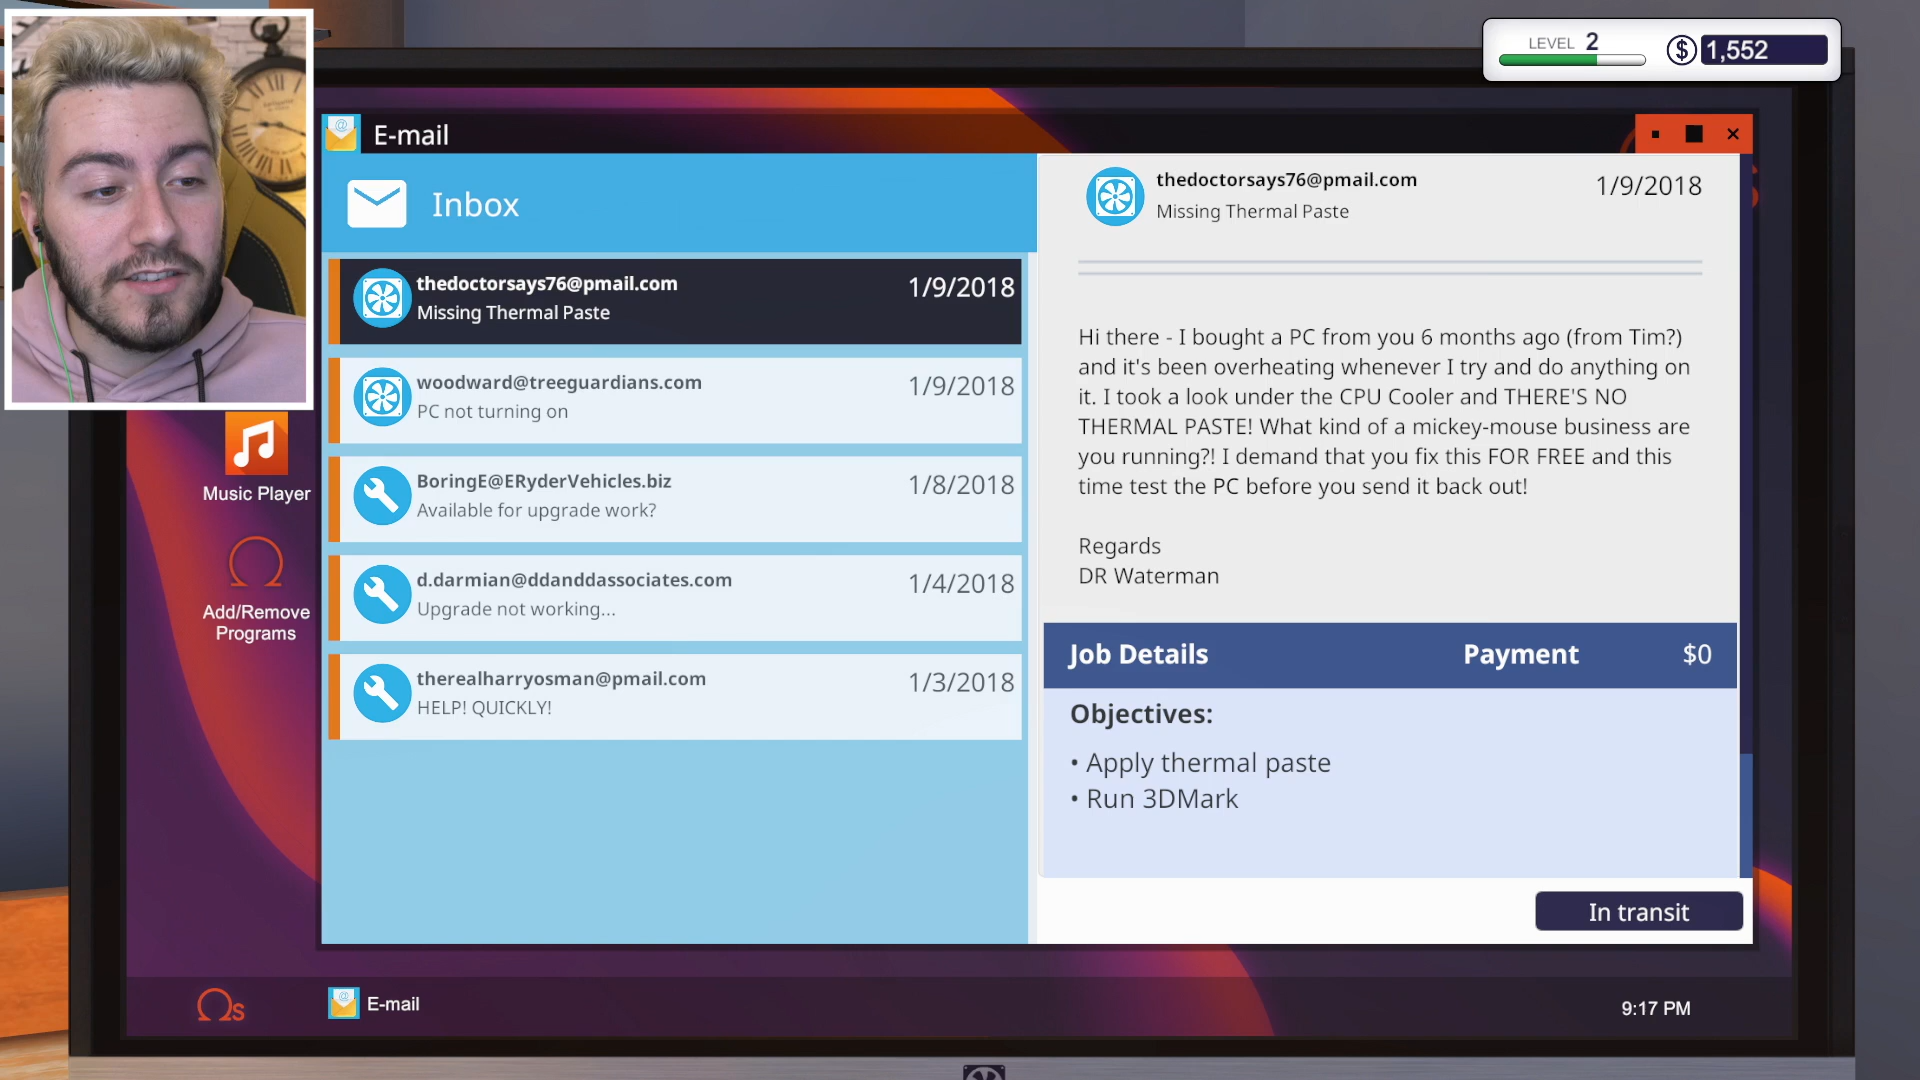 LEVEL 2
$ 1,552
E-mail
Inbox
thedoctorsays76@pmail.com
1/9/2018
Missing Thermal Paste
woodward@treeguardians.com
1/9/2018
PC not turning on
BoringE@ERyderVehicles.biz
1/8/2018
Available for upgrade work?
d.darmian@ddanddassociates.com
1/4/2018
Upgrade not working...
therealharryosman@pmail.com
1/3/2018
HELP! QUICKLY!
thedoctorsays76@pmail.com
1/9/2018
Missing Thermal Paste
Hi there - I bought a PC from you 6 months ago (from Tim?)
and it's been overheating whenever I try and do anything on
it. I took a look under the CPU Cooler and THERE'S NO
THERMAL PASTE! What kind of a mickey-mouse business are
you running?! I demand that you fix this FOR FREE and this
time test the PC before you send it back out!
Regards
DR Waterman
Job Details
Payment
$0
Objectives:
• Apply thermal paste
• Run 3DMark
In transit
Music Player
Add/Remove
Programs
Ωs
E-mail
9:17 PM